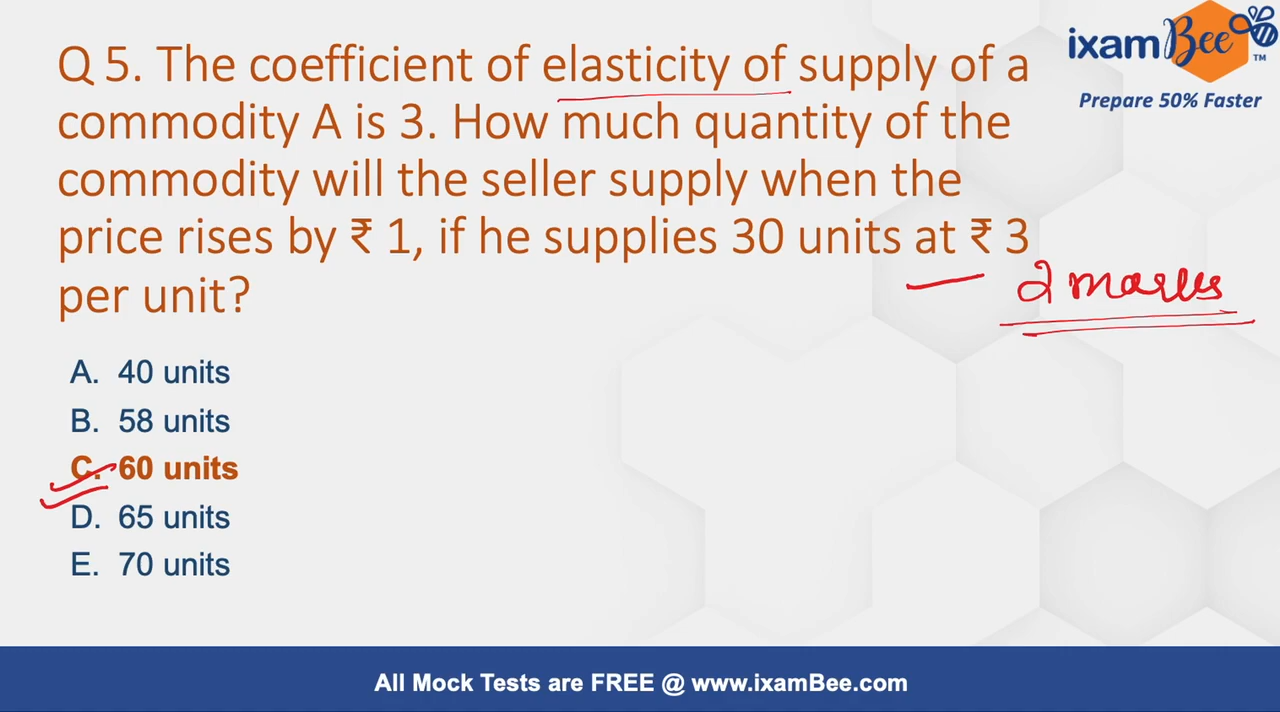 ixamBee™
Prepare 50% Faster
Q 5. The coefficient of elasticity of supply of a
commodity A is 3. How much quantity of the
commodity will the seller supply when the
price rises by ₹ 1, if he supplies 30 units at ₹ 3
per unit?
— 2 marks
A. 40 units
B. 58 units
C. 60 units
D. 65 units
E. 70 units
All Mock Tests are FREE @ www.ixamBee.com